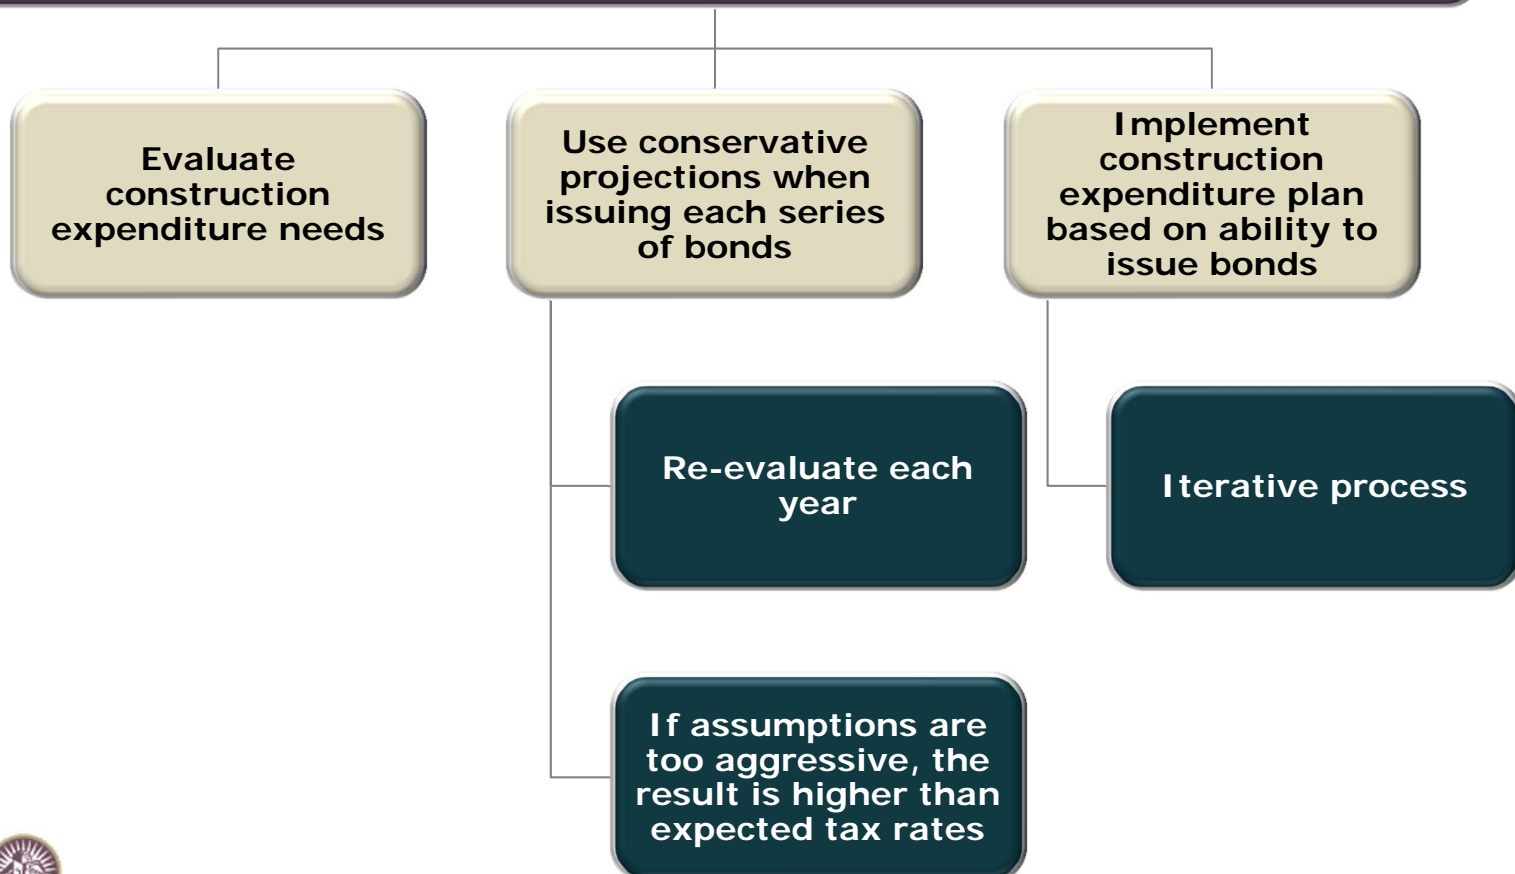 Evaluate
construction
expenditure needs
Use conservative
projections when
issuing each series
of bonds
Implement
construction
expenditure plan
based on ability to
issue bonds
Re-evaluate each
year
Iterative process
If assumptions are
too aggressive, the
result is higher than
expected tax rates